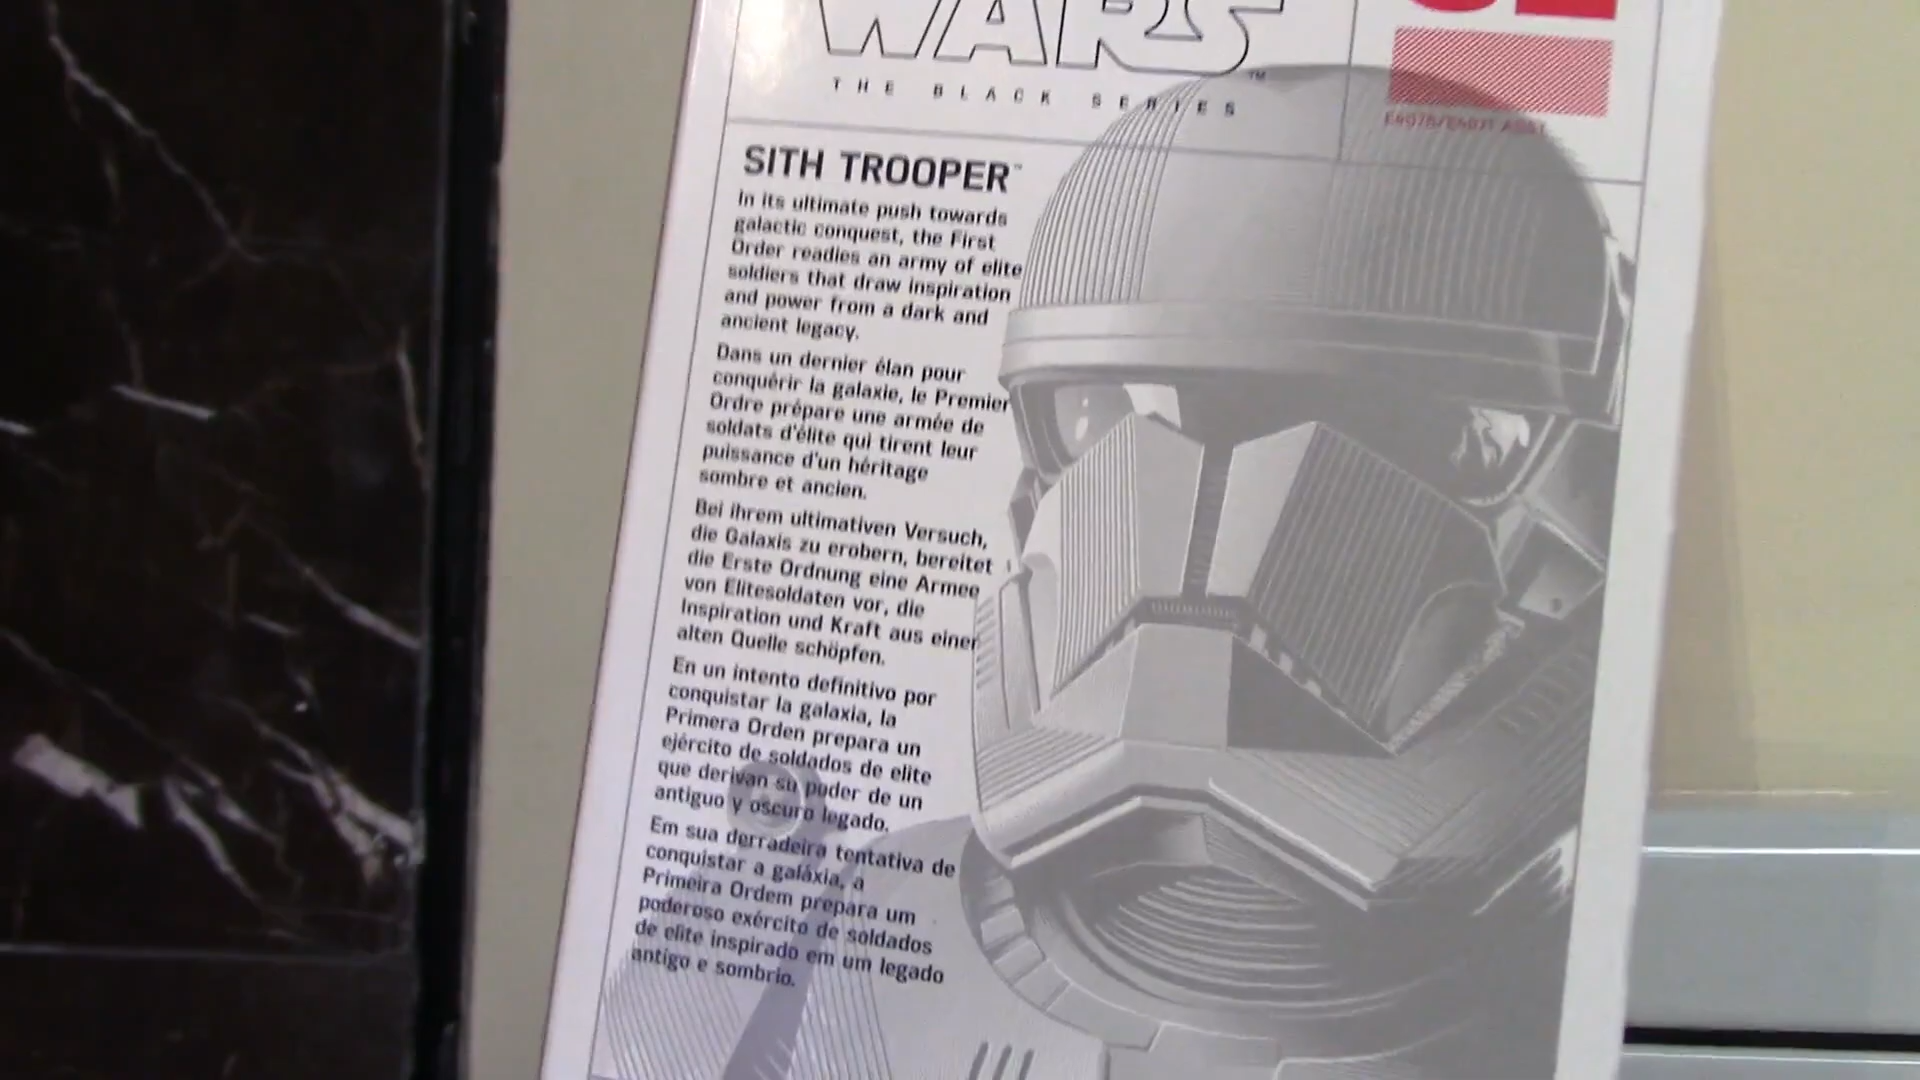 WARS™
THE BLACK SERIES
SITH TROOPER™
In its ultimate push towards
galactic conquest, the First
Order readies an army of elite
soldiers that draw inspiration
and power from a dark and
ancient legacy.
Dans un dernier élan pour
conquérir la galaxie, le Premier
Ordre prépare une armée de
soldats d'élite qui tirent leur
puissance d'un héritage
sombre et ancien.
Bei ihrem ultimativen Versuch,
die Galaxis zu erobern, bereitet
die Erste Ordnung eine Armee
von Elitesoldaten vor, die
Inspiration und Kraft aus einer
alten Quelle schöpfen.
En un intento definitivo por
conquistar la galaxia, la
Primera Orden prepara un
ejército de soldados de elite
que derivan su poder de un
antiguo y oscuro legado.
Em sua derradeira tentativa de
conquistar a galáxia, a
Primeira Ordem prepara um
poderoso exército de soldados
de elite inspirado em um legado
antigo e sombrio.